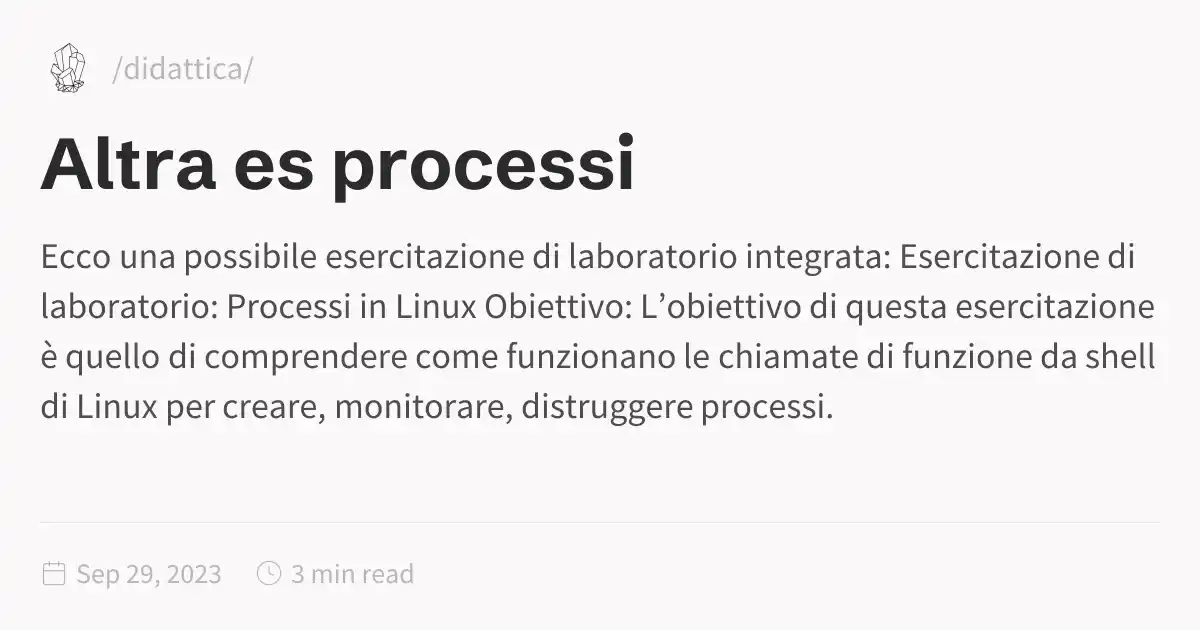 /didattica/
Altra es processi
Ecco una possibile esercitazione di laboratorio integrata: Esercitazione di
laboratorio: Processi in Linux Obiettivo: L’obiettivo di questa esercitazione
è quello di comprendere come funzionano le chiamate di funzione da shell
di Linux per creare, monitorare, distruggere processi.
Sep 29, 2023 3 min read